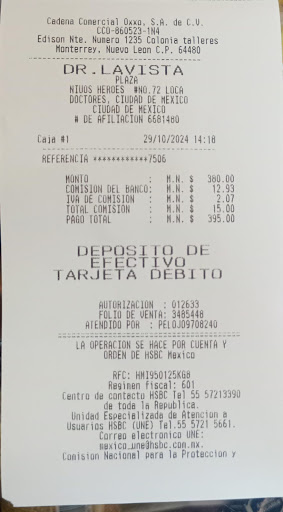 Cadena Comercial Oxxo, S.A. de C.V.
CCO-860523-1N4
Edison Nte. Numero 1235 Colonia talleres
Monterrey, Nuevo Leon C.P. 64480
DR.LAVISTA
PLAZA
NIÑOS HEROES #NO.72 LOCA
DOCTORES, CIUDAD DE MEXICO
CIUDAD DE MEXICO
# DE AFILIACION 6681480
Caja #1 29/10/2024 14:18
REFERENCIA ************7506
MONTO : M.N. $ 380.00
COMISION DEL BANCO: M.N. $ 12.93
IVA DE COMISION : M.N. $ 2.07
TOTAL COMISION : M.N. $ 15.00
PAGO TOTAL : M.N. $ 395.00
DEPOSITO DE
EFECTIVO
TARJETA DEBITO
AUTORIZACION : 012633
FOLIO DE VENTA: 3485448
ATENDIDO POR : PELOJ09708240
LA OPERACION SE HACE POR CUENTA Y
ORDEN DE HSBC Mexico
RFC: HMI950125KG8
Regimen fiscal: 601
Centro de contacto HSBC Tel 55 57213390
de toda la Republica.
Unidad Especializada de Atencion a
Usuarios HSBC (UNE) Tel.55 5721 5661.
Correo electronico UNE:
mexico_une@hsbc.com.mx.
Comision Nacional para la Proteccion y